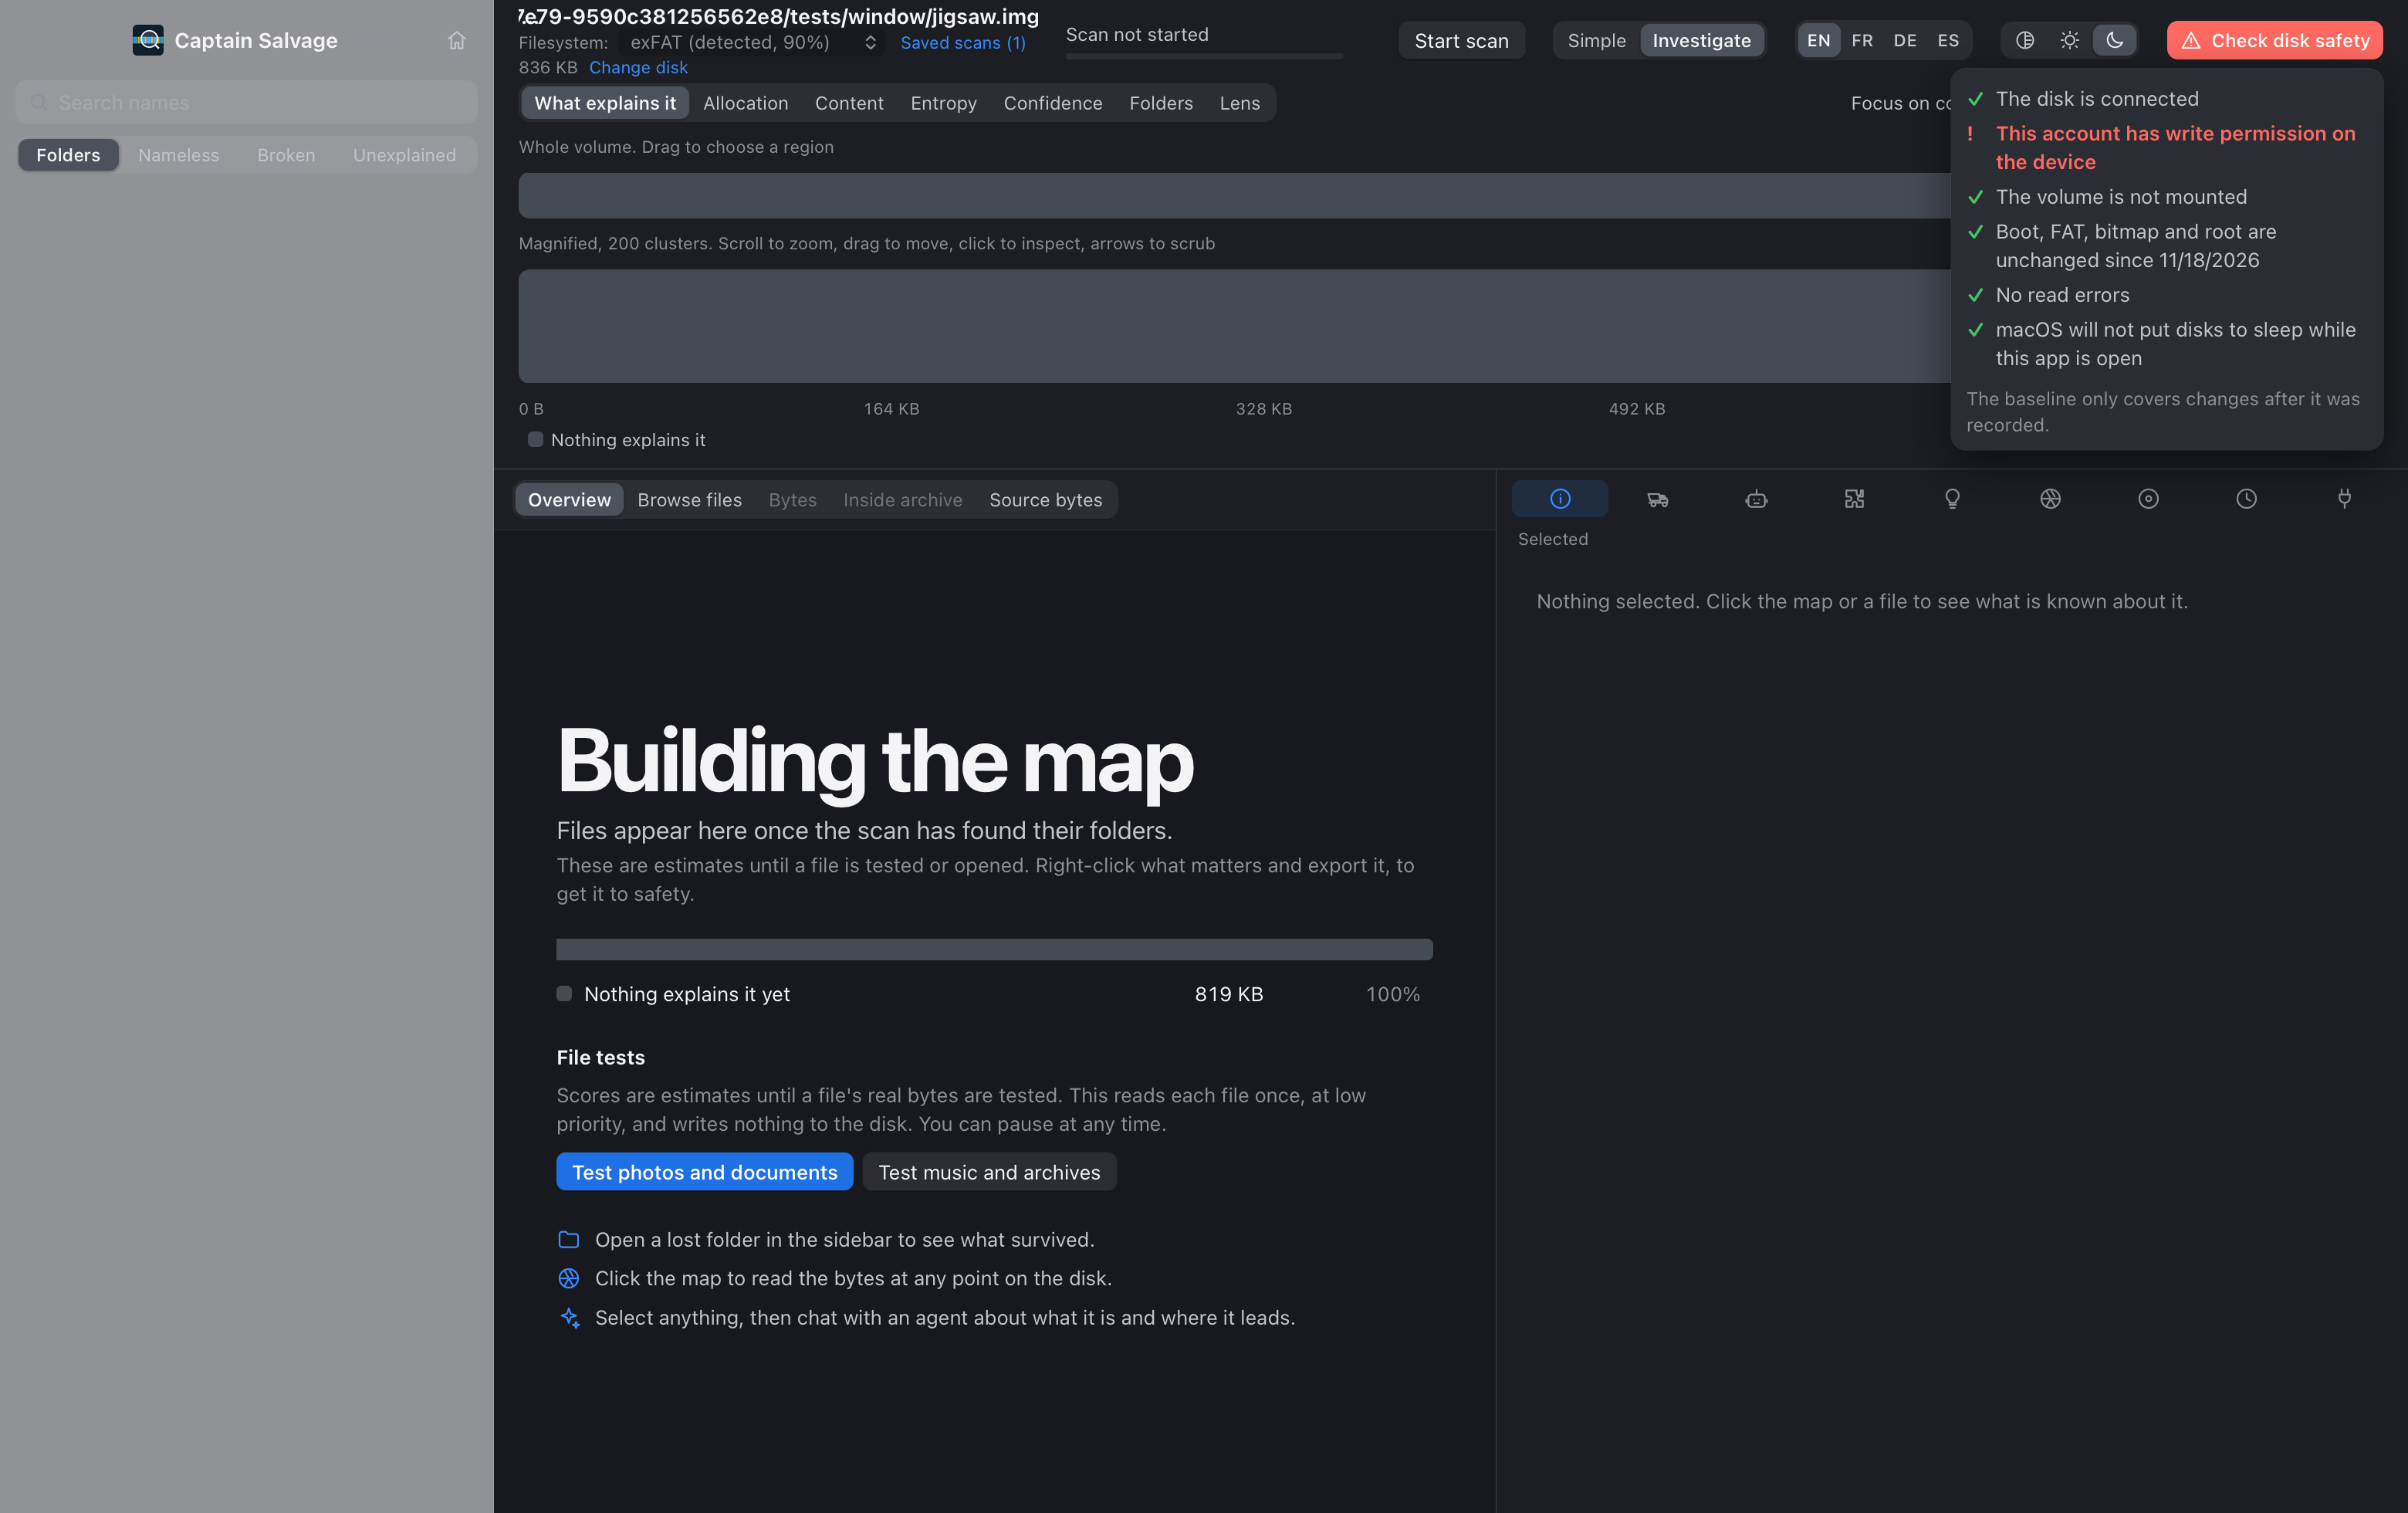 Captain Salvage
Search names
Folders Nameless Broken Unexplained
7e79-9590c381256562e8/tests/window/jigsaw.img
Filesystem: exFAT (detected, 90%) Saved scans (1)
836 KB Change disk
Scan not started
Start scan
Simple Investigate
EN FR DE ES
Check disk safety
What explains it Allocation Content Entropy Confidence Folders Lens
Focus on
Whole volume. Drag to choose a region
Magnified, 200 clusters. Scroll to zoom, drag to move, click to inspect, arrows to scrub
0 B 164 KB 328 KB 492 KB
Nothing explains it
The disk is connected
! This account has write permission on
the device
The volume is not mounted
Boot, FAT, bitmap and root are
unchanged since 11/18/2026
No read errors
macOS will not put disks to sleep while
this app is open
The baseline only covers changes after it was
recorded.
Overview Browse files Bytes Inside archive Source bytes
Selected
Nothing selected. Click the map or a file to see what is known about it.
Building the map
Files appear here once the scan has found their folders.
These are estimates until a file is tested or opened. Right-click what matters and export it, to
get it to safety.
Nothing explains it yet 819 KB 100%
File tests
Scores are estimates until a file's real bytes are tested. This reads each file once, at low
priority, and writes nothing to the disk. You can pause at any time.
Test photos and documents Test music and archives
Open a lost folder in the sidebar to see what survived.
Click the map to read the bytes at any point on the disk.
Select anything, then chat with an agent about what it is and where it leads.